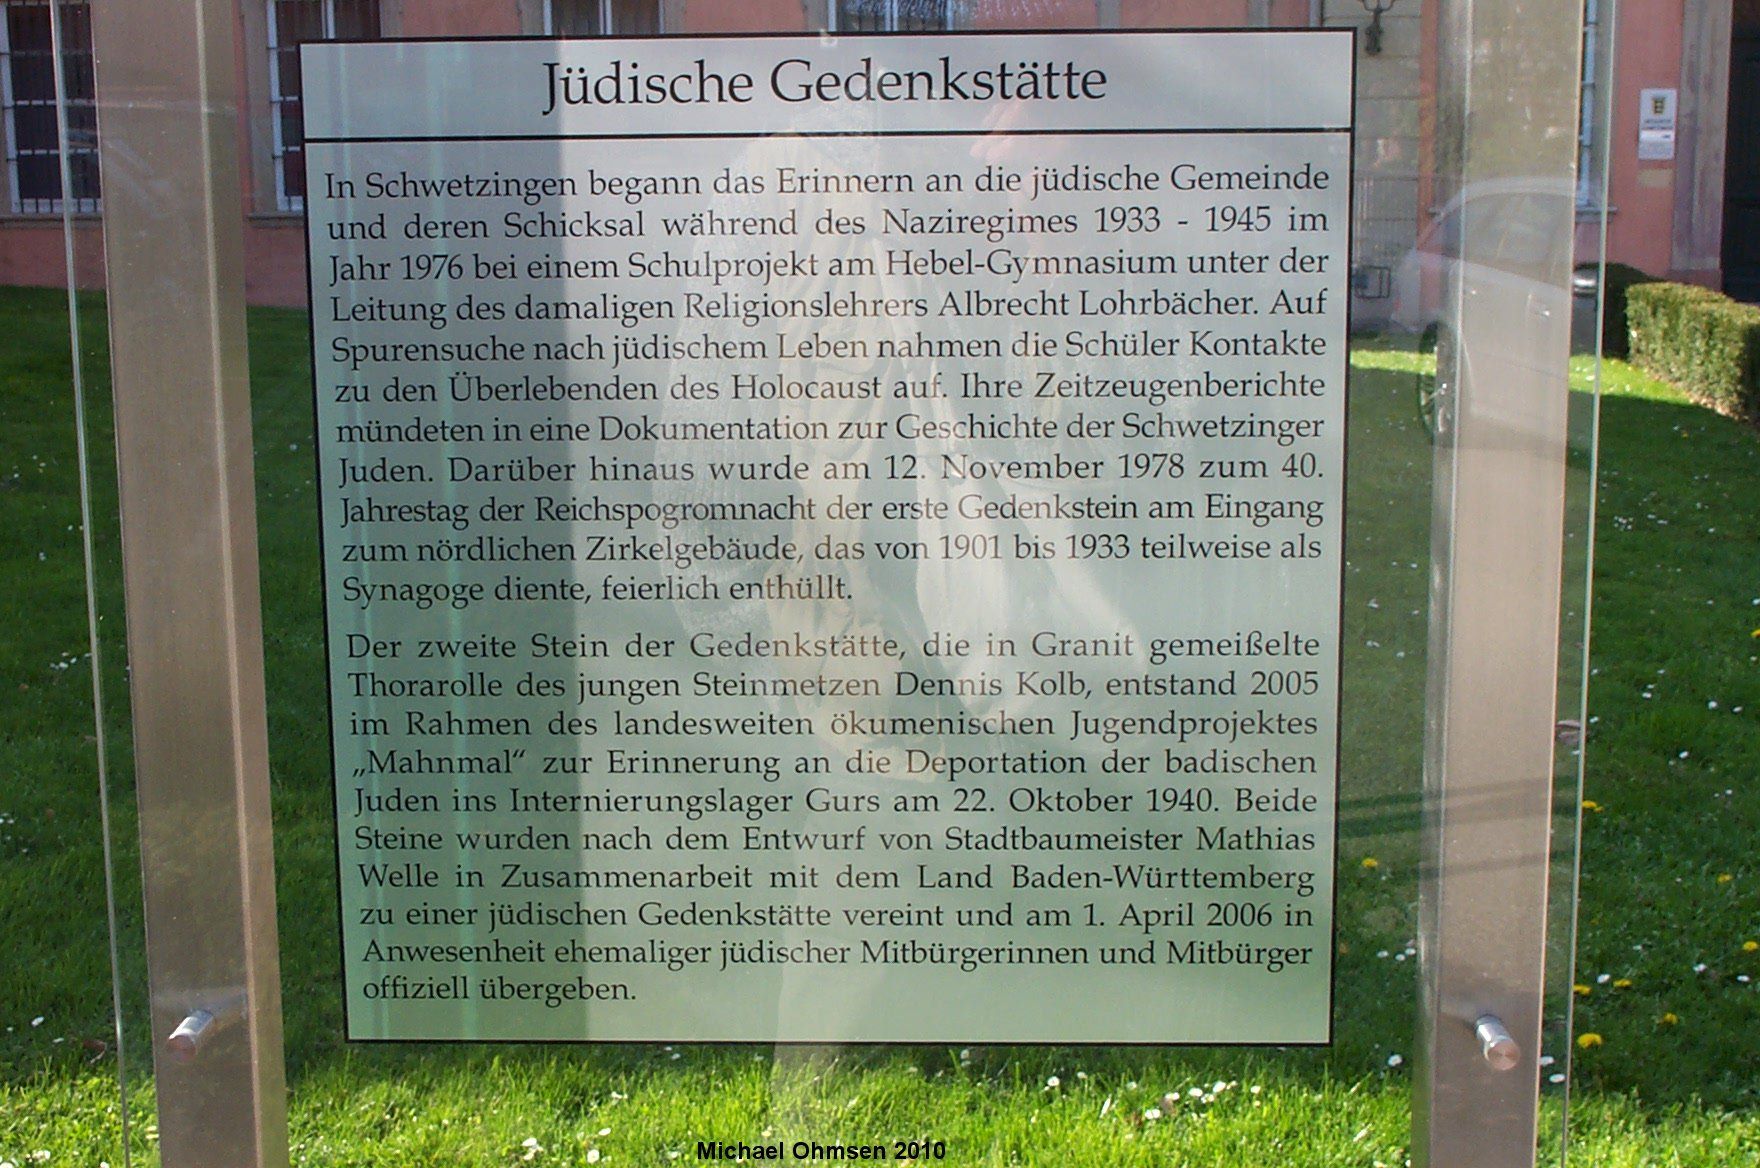 Jüdische Gedenkstätte
In Schwetzingen begann das Erinnern an die jüdische Gemeinde
und deren Schicksal während des Naziregimes 1933 - 1945 im
Jahr 1976 bei einem Schulprojekt am Hebel-Gymnasium unter der
Leitung des damaligen Religionslehrers Albrecht Lohrbächer. Auf
Spurensuche nach jüdischem Leben nahmen die Schüler Kontakte
zu den Überlebenden des Holocaust auf. Ihre Zeitzeugenberichte
mündeten in eine Dokumentation zur Geschichte der Schwetzinger
Juden. Darüber hinaus wurde am 12. November 1978 zum 40.
Jahrestag der Reichspogromnacht der erste Gedenkstein am Eingang
zum nördlichen Zirkelgebäude, das von 1901 bis 1933 teilweise als
Synagoge diente, feierlich enthüllt.
Der zweite Stein der Gedenkstätte, die in Granit gemeißelte
Thorarolle des jungen Steinmetzen Dennis Kolb, entstand 2005
im Rahmen des landesweiten ökumenischen Jugendprojektes
„Mahnmal“ zur Erinnerung an die Deportation der badischen
Juden ins Internierungslager Gurs am 22. Oktober 1940. Beide
Steine wurden nach dem Entwurf von Stadtbaumeister Mathias
Welle in Zusammenarbeit mit dem Land Baden-Württemberg
zu einer jüdischen Gedenkstätte vereint und am 1. April 2006 in
Anwesenheit ehemaliger jüdischer Mitbürgerinnen und Mitbürger
offiziell übergeben.
Michael Ohmsen 2010